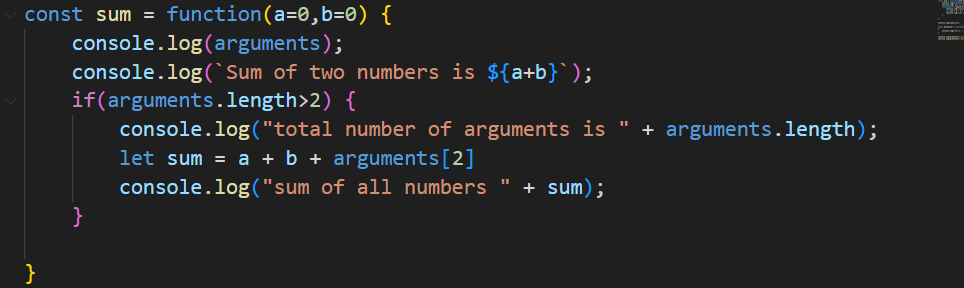 const sum = function(a=0,b=0) {
    console.log(arguments);
    console.log(`Sum of two numbers is ${a+b}`);
    if(arguments.length>2) {
        console.log("total number of arguments is " + arguments.length);
        let sum = a + b + arguments[2]
        console.log("sum of all numbers " + sum);
    }

}